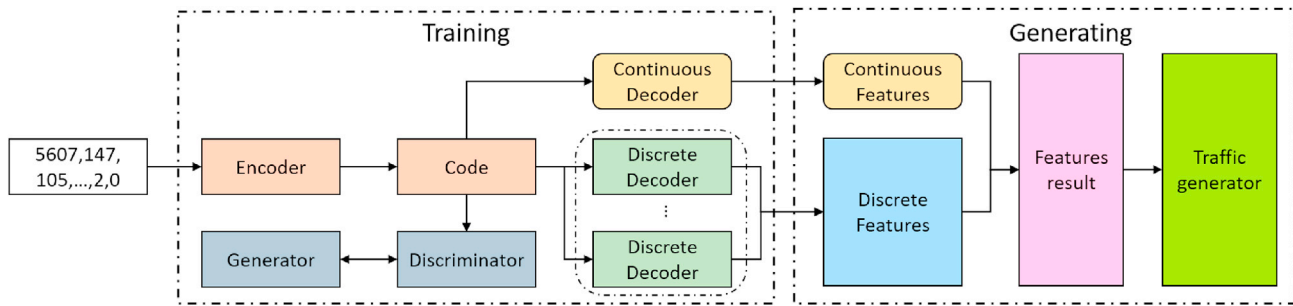 Training
Generating
Continuous
Decoder
Continuous
Features
5607,147,
105,...,2,0
Encoder
Code
Discrete
Decoder
...
Discrete
Decoder
Generator
Discriminator
Discrete
Features
Features
result
Traffic
generator